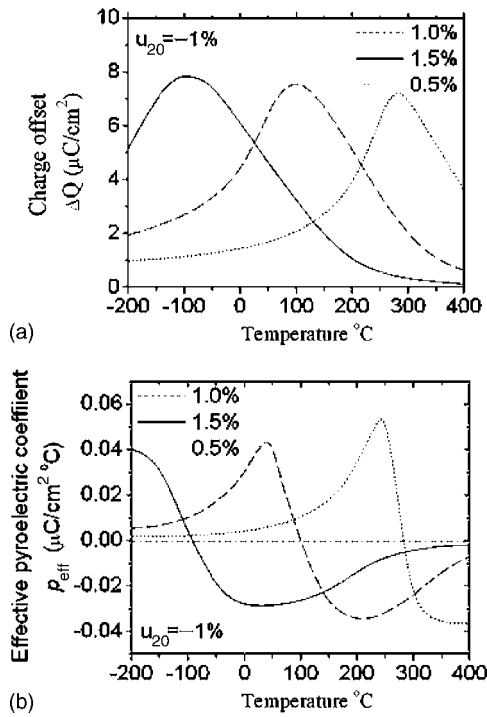 10
u20=−1%
1.0%
1.5%
0.5%
8
6
4
2
0
Charge offset
ΔQ (μC/cm2)
-200 -100 0 100 200 300 400
(a)
Temperature °C
1.0%
1.5%
0.5%
0.06
0.04
0.02
0.00
-0.02
-0.04
Effective pyroelectric coeffiient
peff (μC/cm2 °C)
u20=−1%
-200 -100 0 100 200 300 400
(b)
Temperature °C